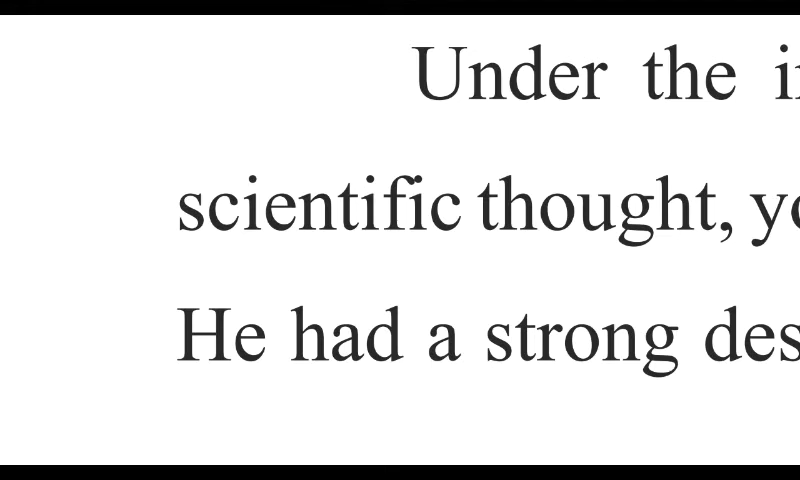 Under the
scientific thought,
He had a strong